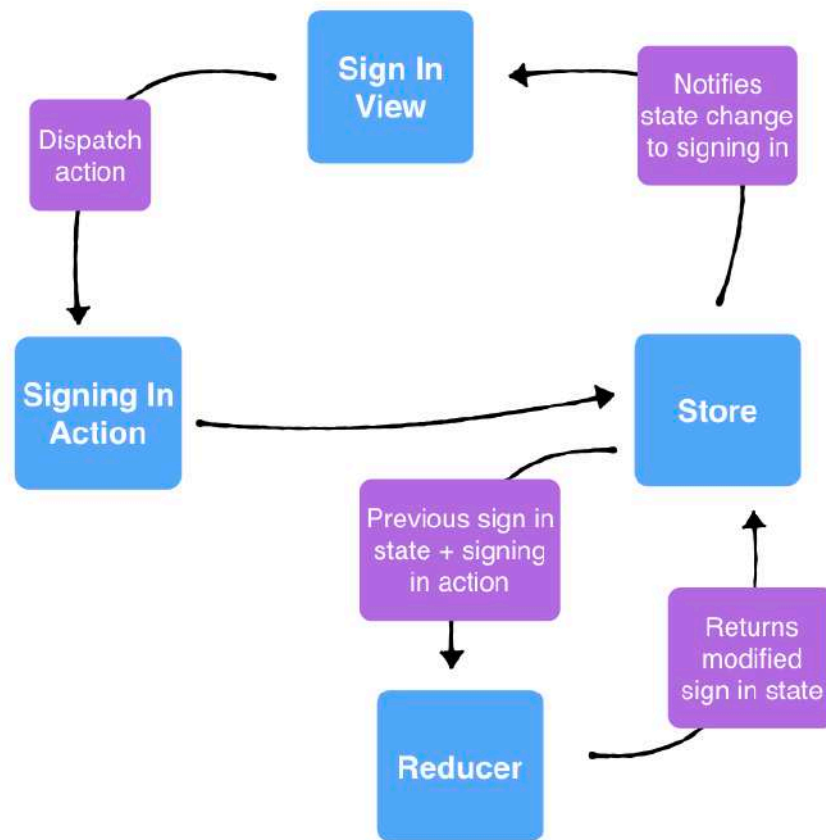 Sign In
View
Notifies
state change
to signing in
Dispatch
action
Signing In
Action
Store
Previous sign in
state + signing
in action
Returns
modified
sign in state
Reducer